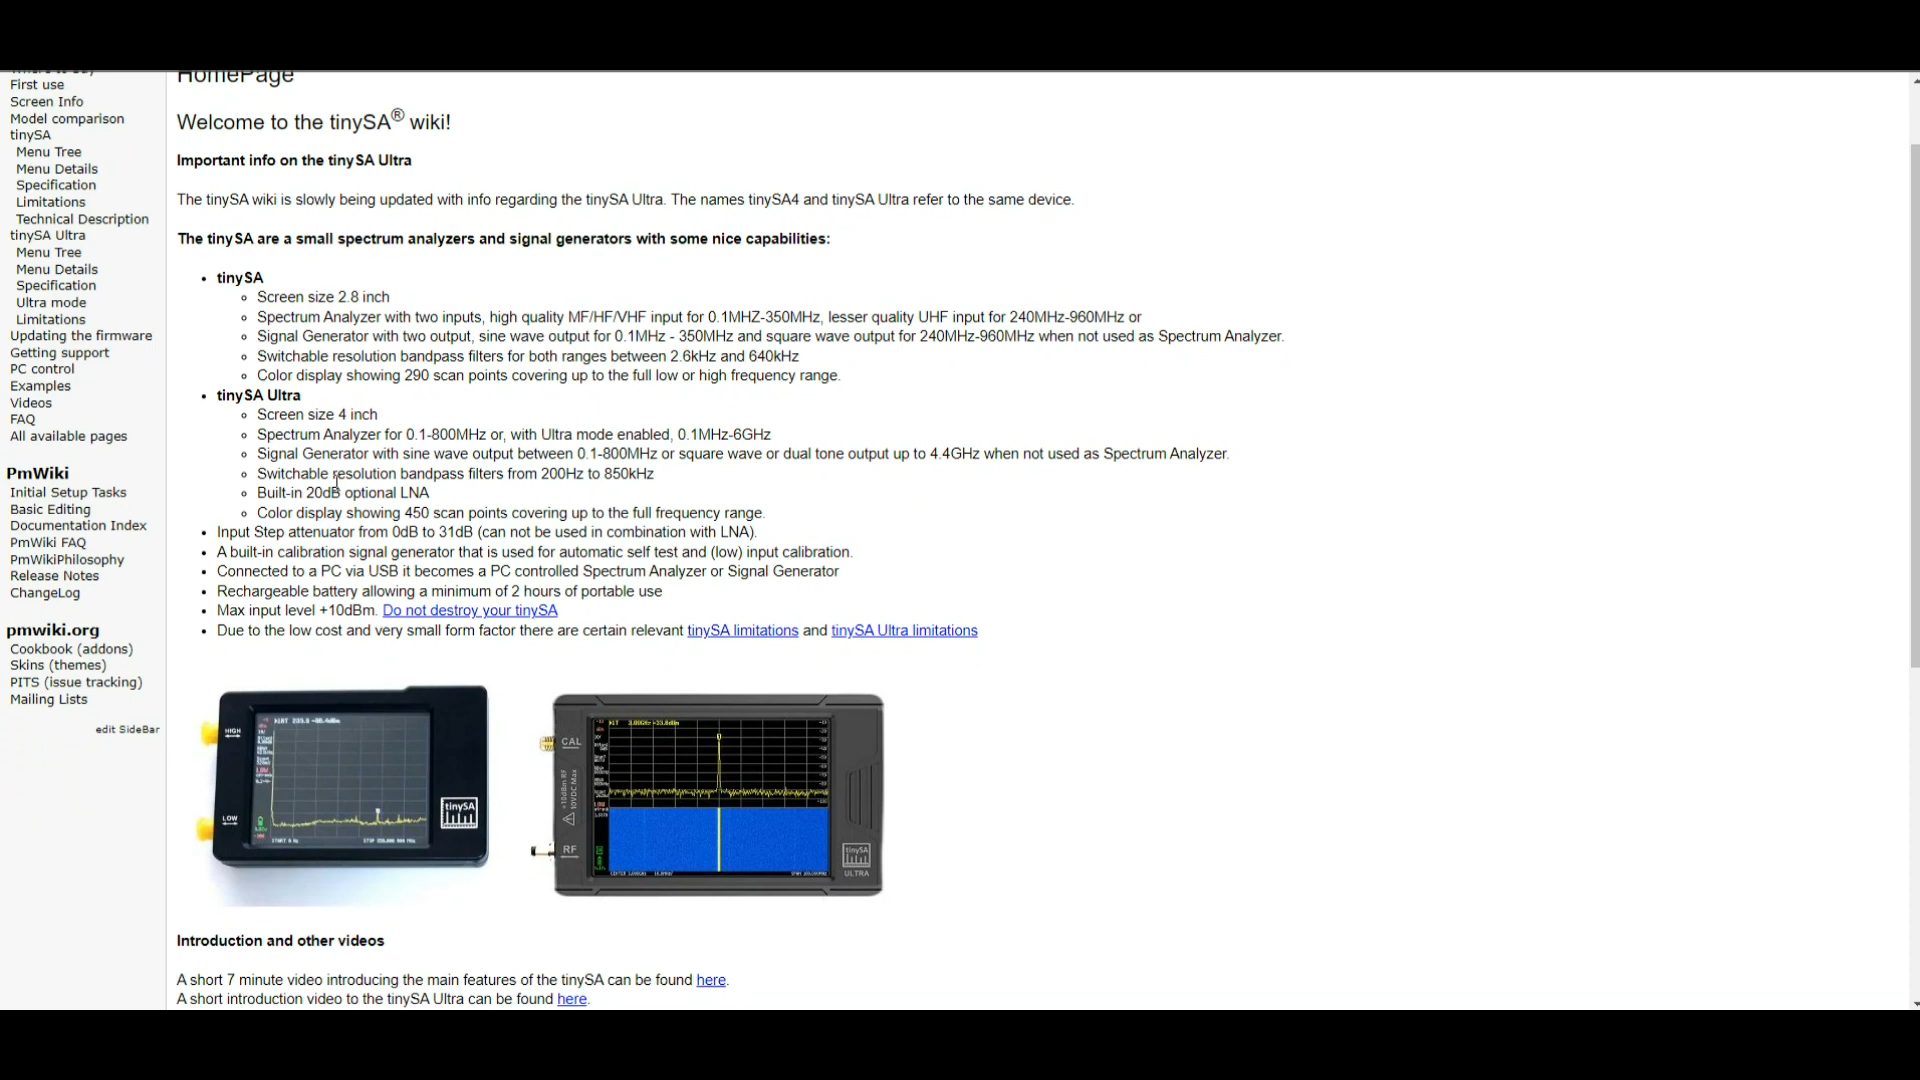 HomePage
First use
Screen Info
Model comparison
tinySA
Menu Tree
Menu Details
Specification
Limitations
Technical Description
tinySA Ultra
Menu Tree
Menu Details
Specification
Ultra mode
Limitations
Updating the firmware
Getting support
PC control
Examples
Videos
FAQ
All available pages
PmWiki
Initial Setup Tasks
Basic Editing
Documentation Index
PmWiki FAQ
PmWikiPhilosophy
Release Notes
ChangeLog
pmwiki.org
Cookbook (addons)
Skins (themes)
PITS (issue tracking)
Mailing Lists
edit SideBar
Welcome to the tinySA® wiki!
Important info on the tinySA Ultra
The tinySA wiki is slowly being updated with info regarding the tinySA Ultra. The names tinySA4 and tinySA Ultra refer to the same device.
The tinySA are a small spectrum analyzers and signal generators with some nice capabilities:
• tinySA
Screen size 2.8 inch
Spectrum Analyzer with two inputs, high quality MF/HF/VHF input for 0.1MHZ-350MHz, lesser quality UHF input for 240MHz-960MHz or
Signal Generator with two output, sine wave output for 0.1MHz - 350MHz and square wave output for 240MHz-960MHz when not used as Spectrum Analyzer.
Switchable resolution bandpass filters for both ranges between 2.6kHz and 640kHz
Color display showing 290 scan points covering up to the full low or high frequency range.
• tinySA Ultra
Screen size 4 inch
Spectrum Analyzer for 0.1-800MHz or, with Ultra mode enabled, 0.1MHz-6GHz
Signal Generator with sine wave output between 0.1-800MHz or square wave or dual tone output up to 4.4GHz when not used as Spectrum Analyzer.
Switchable resolution bandpass filters from 200Hz to 850kHz
Built-in 20dB optional LNA
Color display showing 450 scan points covering up to the full frequency range.
• Input Step attenuator from 0dB to 31dB (can not be used in combination with LNA).
• A built-in calibration signal generator that is used for automatic self test and (low) input calibration.
• Connected to a PC via USB it becomes a PC controlled Spectrum Analyzer or Signal Generator
• Rechargeable battery allowing a minimum of 2 hours of portable use
• Max input level +10dBm. Do not destroy your tinySA
• Due to the low cost and very small form factor there are certain relevant tinySA limitations and tinySA Ultra limitations
HIGH
LOW
tinySA
CAL
RF
tinySA
ULTRA
Introduction and other videos
A short 7 minute video introducing the main features of the tinySA can be found here.
A short introduction video to the tinySA Ultra can be found here.